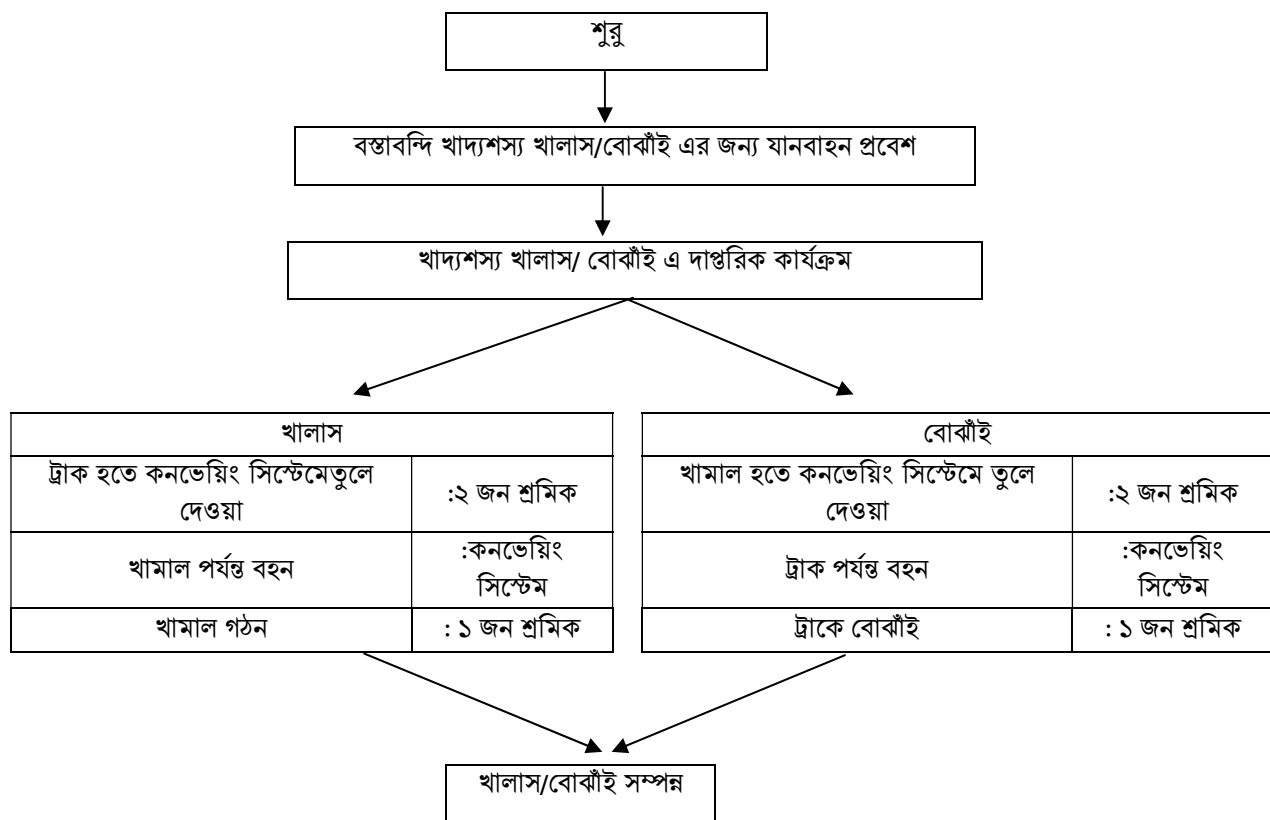 শুরু
বস্তাবন্দি খাদ্যশস্য খালাস/বোঝাঁই এর জন্য যানবাহন প্রবেশ
খাদ্যশস্য খালাস/ বোঝাঁই এ দাপ্তরিক কার্যক্রম
খালাস
ট্রাক হতে কনভেয়িং সিস্টেমেতুলে
দেওয়া
:২ জন শ্রমিক
খামাল পর্যন্ত বহন
:কনভেয়িং
সিস্টেম
খামাল গঠন
: ১ জন শ্রমিক
বোঝাঁই
খামাল হতে কনভেয়িং সিস্টেমে তুলে
দেওয়া
:২ জন শ্রমিক
ট্রাক পর্যন্ত বহন
:কনভেয়িং
সিস্টেম
ট্রাকে বোঝাঁই
: ১ জন শ্রমিক
খালাস/বোঝাঁই সম্পন্ন